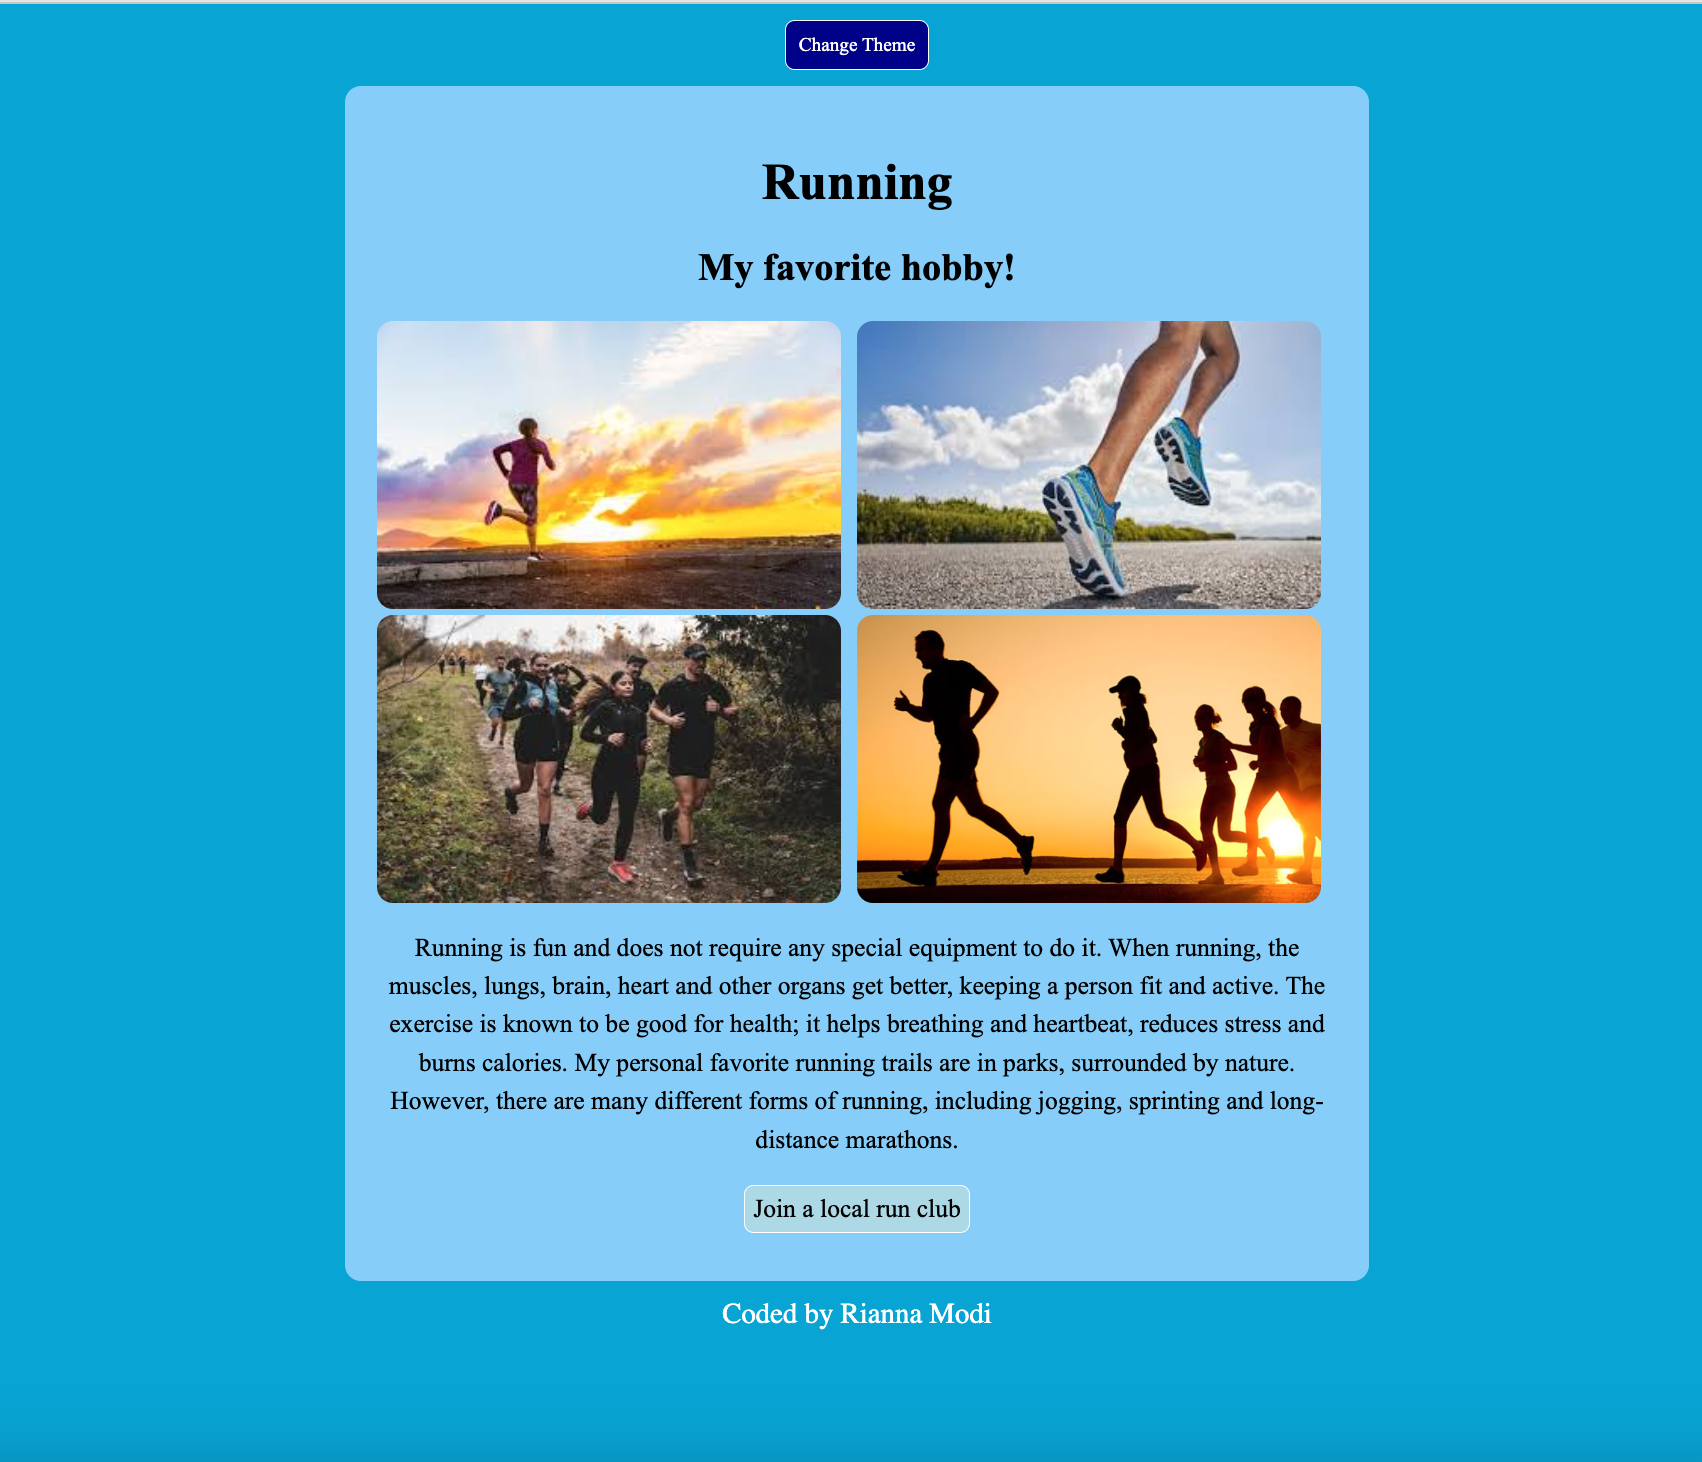 Change Theme
Running
My favorite hobby!
Running is fun and does not require any special equipment to do it. When running, the
muscles, lungs, brain, heart and other organs get better, keeping a person fit and active. The
exercise is known to be good for health; it helps breathing and heartbeat, reduces stress and
burns calories. My personal favorite running trails are in parks, surrounded by nature.
However, there are many different forms of running, including jogging, sprinting and long-
distance marathons.
Join a local run club
Coded by Rianna Modi